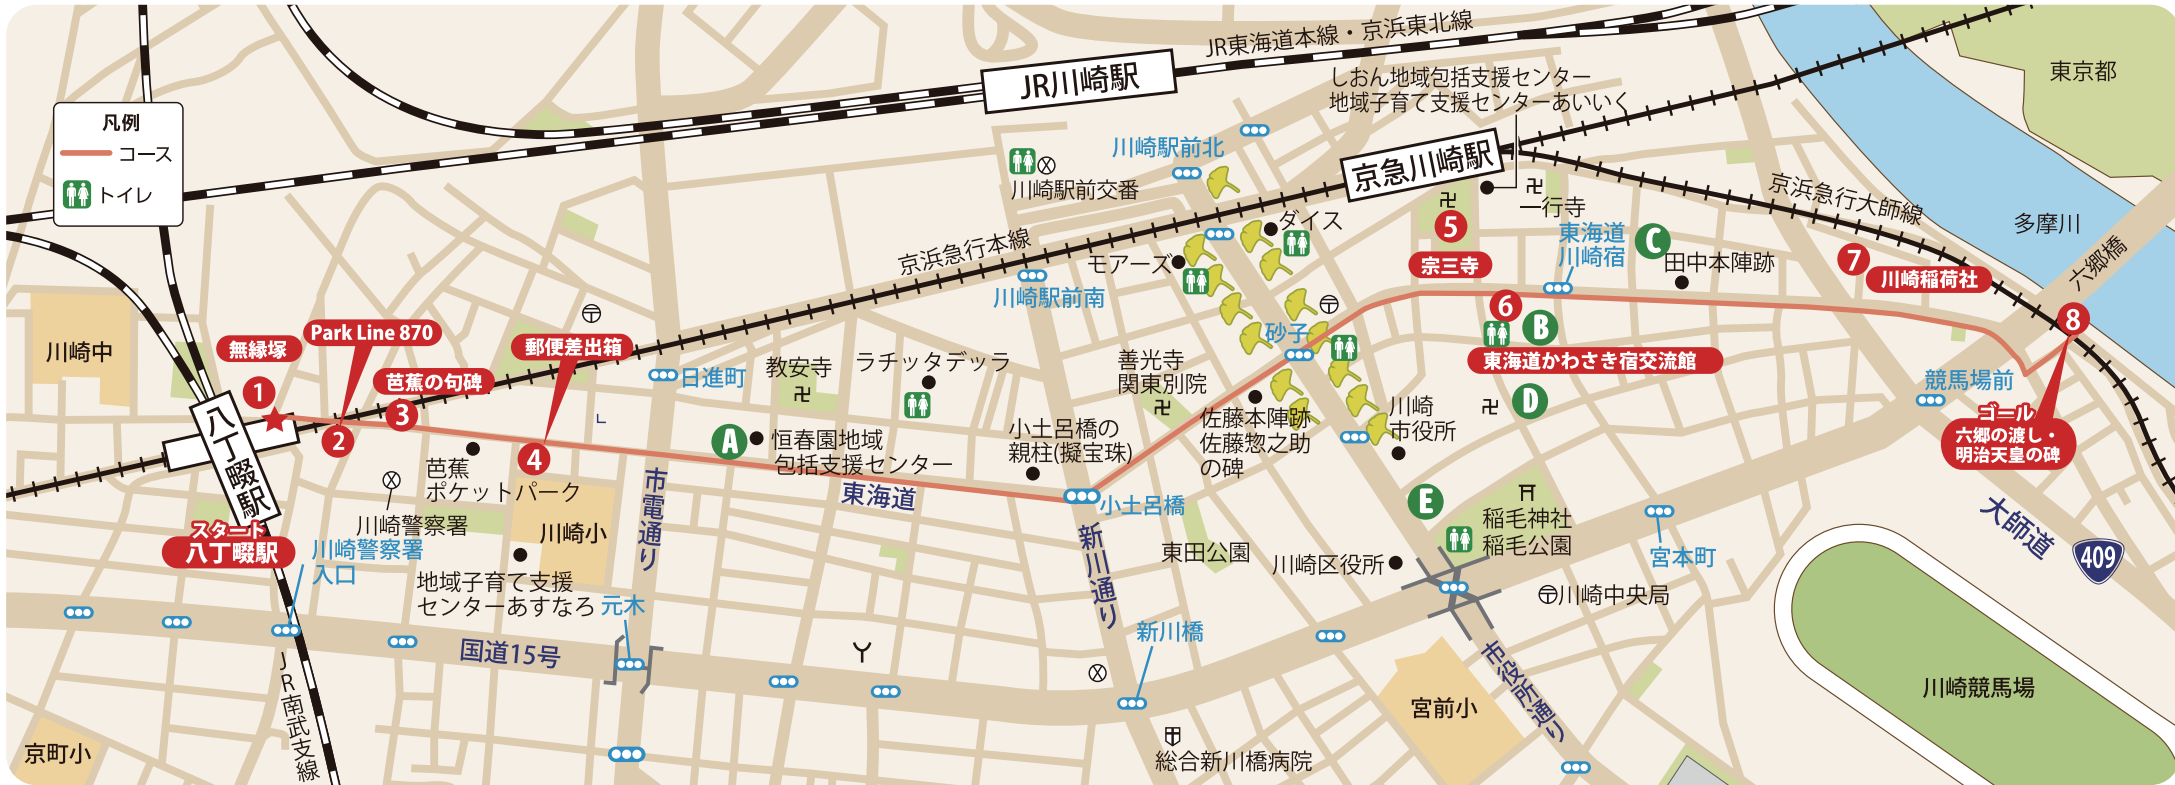 凡例
コース
トイレ
JR川崎駅
JR東海道本線・京浜東北線
しおん地域包括支援センター
地域子育て支援センターあいいく
東京都
多摩川
六郷橋
京急川崎駅
京浜急行大師線
川崎駅前北
川崎駅前交番
一行寺
東海道
川崎宿
C
田中本陣跡
7
川崎稲荷社
8
5
宗三寺
ダイス
モアーズ
京浜急行本線
川崎駅前南
6
B
東海道かわさき宿交流館
D
砂子
競馬場前
ゴール
六郷の渡し・
明治天皇の碑
川崎中
無縁塚
1
Park Line 870
2
芭蕉の句碑
3
郵便差出箱
4
日進町
教安寺
ラチッタデッラ
善光寺
関東別院
佐藤本陣跡
佐藤惣之助
の碑
川崎
市役所
小土呂橋の
親柱(擬宝珠)
A
恒春園地域
包括支援センター
東海道
小土呂橋
八丁畷駅
スタート
八丁畷駅
芭蕉
ポケットパーク
川崎警察署
川崎警察署
入口
川崎小
市電通り
地域子育て支援
センターあすなろ
元木
国道15号
新川通り
新川橋
東田公園
川崎区役所
E
稲毛神社
稲毛公園
川崎中央局
宮本町
大師道
409
川崎競馬場
市役所通り
宮前小
総合新川橋病院
JR南武支線
京町小